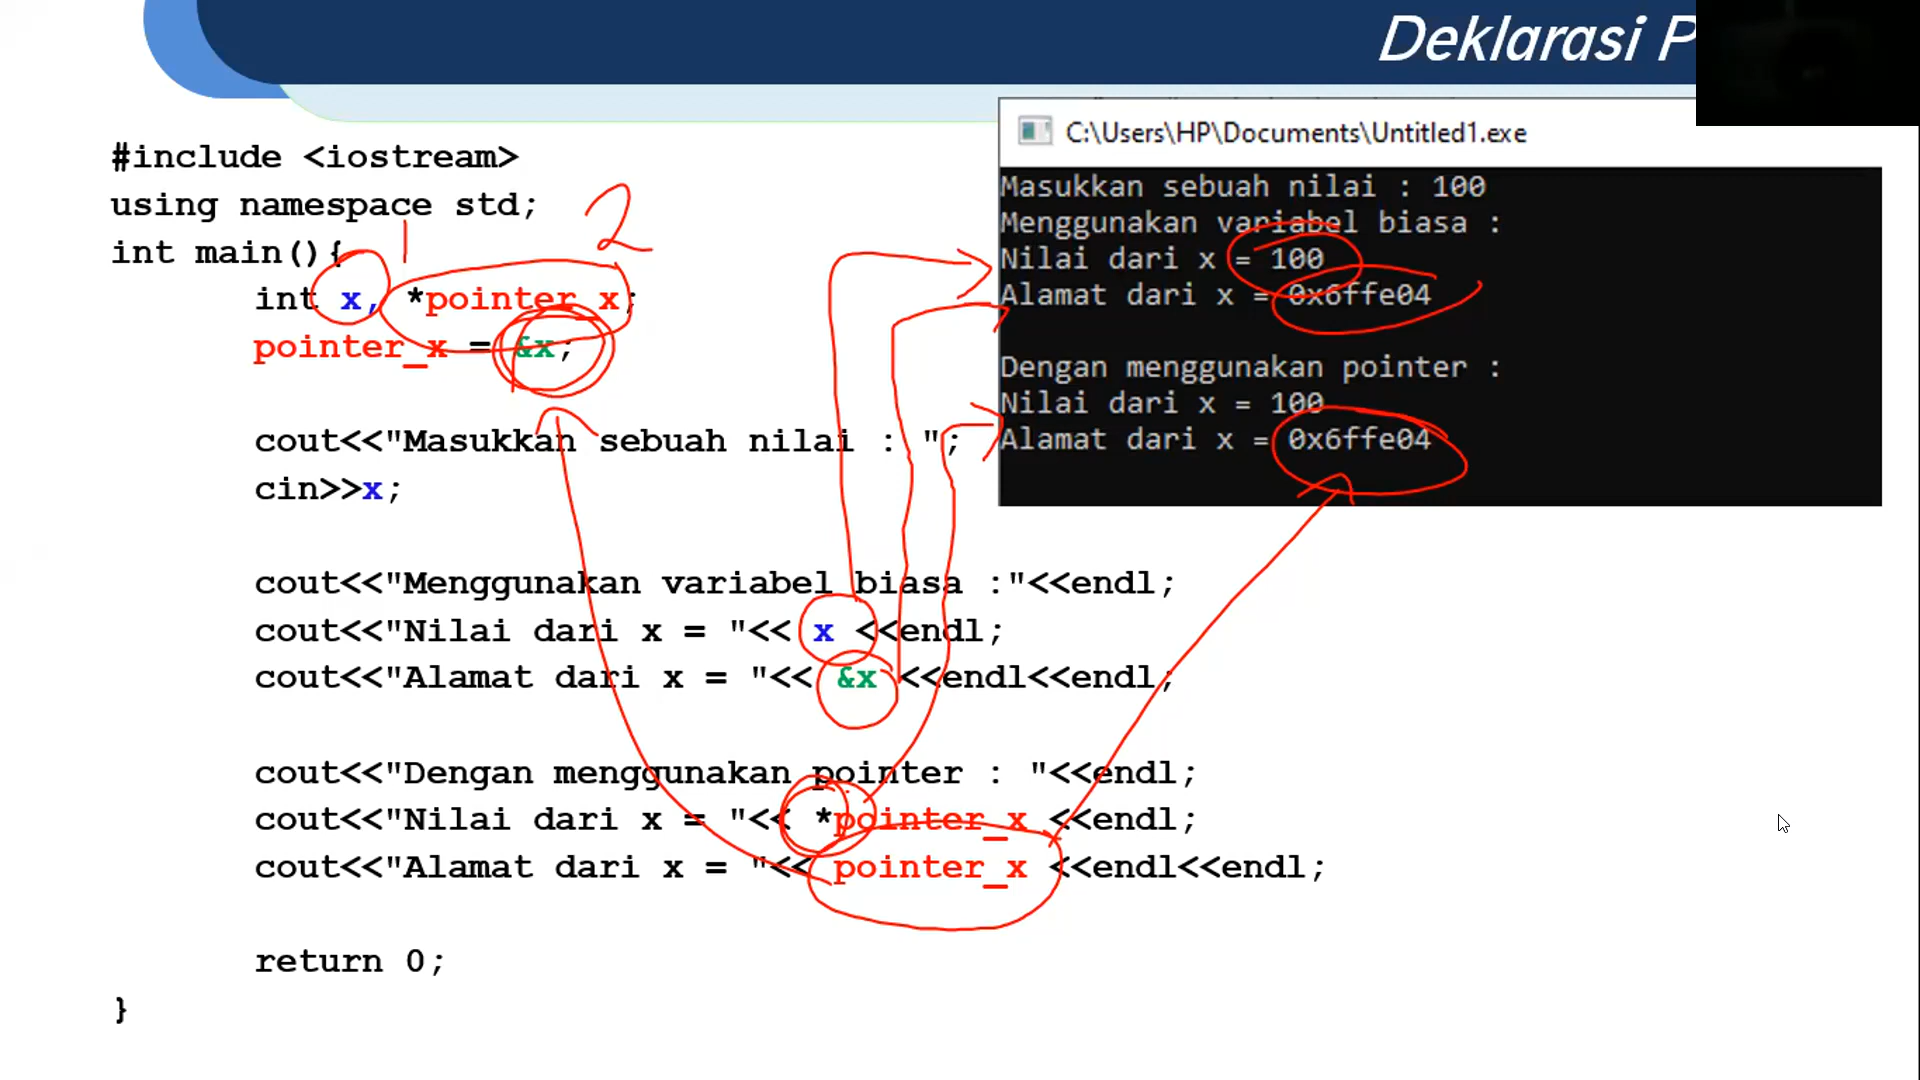 Deklarasi P
#include <iostream>
using namespace std;
int main(){
int x, *pointer_x;
pointer_x = &x;
cout<<"Masukkan sebuah nilai : ";
cin>>x;
cout<<"Menggunakan variabel biasa :"<<endl;
cout<<"Nilai dari x = "<< x <<endl;
cout<<"Alamat dari x = "<< &x <<endl<<endl;
cout<<"Dengan menggunakan pointer : "<<endl;
cout<<"Nilai dari x = "<< *pointer_x <<endl;
cout<<"Alamat dari x = "<< pointer_x <<endl<<endl;
return 0;
}
1
2
C:\Users\HP\Documents\Untitled1.exe
Masukkan sebuah nilai : 100
Menggunakan variabel biasa :
Nilai dari x = 100
Alamat dari x = 0x6ffe04
Dengan menggunakan pointer :
Nilai dari x = 100
Alamat dari x = 0x6ffe04